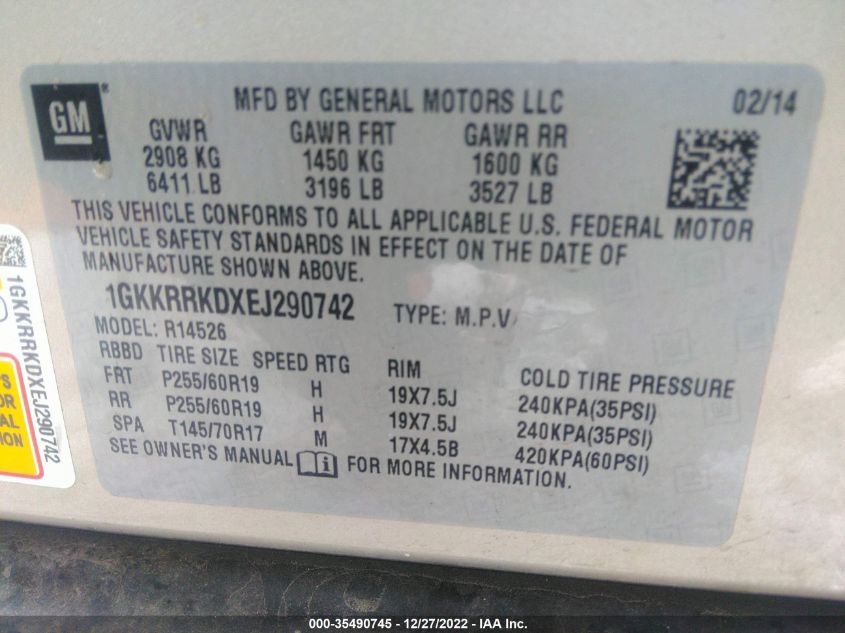 GM
MFD BY GENERAL MOTORS LLC 02/14
GVWR GAWR FRT GAWR RR
2908 KG 1450 KG 1600 KG
6411 LB 3196 LB 3527 LB
THIS VEHICLE CONFORMS TO ALL APPLICABLE U.S. FEDERAL MOTOR
VEHICLE SAFETY STANDARDS IN EFFECT ON THE DATE OF
MANUFACTURE SHOWN ABOVE.
1GKKRRKDXEJ290742 TYPE: M.P.V
MODEL: R14526
RBBD TIRE SIZE SPEED RTG RIM COLD TIRE PRESSURE
FRT P255/60R19 H 19X7.5J 240KPA(35PSI)
RR P255/60R19 H 19X7.5J 240KPA(35PSI)
SPA T145/70R17 M 17X4.5B 420KPA(60PSI)
SEE OWNER'S MANUAL FOR MORE INFORMATION.
1GKKRRKDXEJ290742
000-35490745 - 12/27/2022 - IAA Inc.